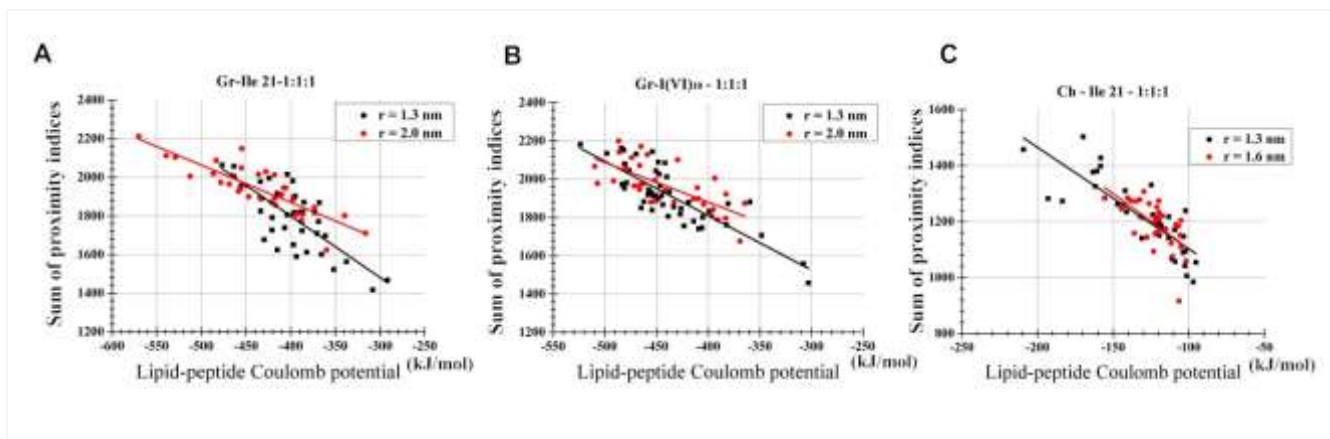 A
Gr-Ile 21-1:1:1
r = 1.3 nm
r = 2.0 nm
Sum of proximity indices
2400
2200
2000
1800
1600
1400
1200
-600 -550 -500 -450 -400 -350 -300 -250
Lipid-peptide Coulomb potential (kJ/mol)
B
r = 1.3 nm
r = 2.0 nm
Sum of proximity indices
2400
2200
2000
1800
1600
1400
1200
-550 -500 -450 -400 -350 -300 -250
Lipid-peptide Coulomb potential (kJ/mol)
C
Ch - Ile 21 - 1:1:1
r = 1.3 nm
r = 1.6 nm
Sum of proximity indices
1600
1400
1200
1000
800
-250 -200 -150 -100 -50
Lipid-peptide Coulomb potential (kJ/mol)